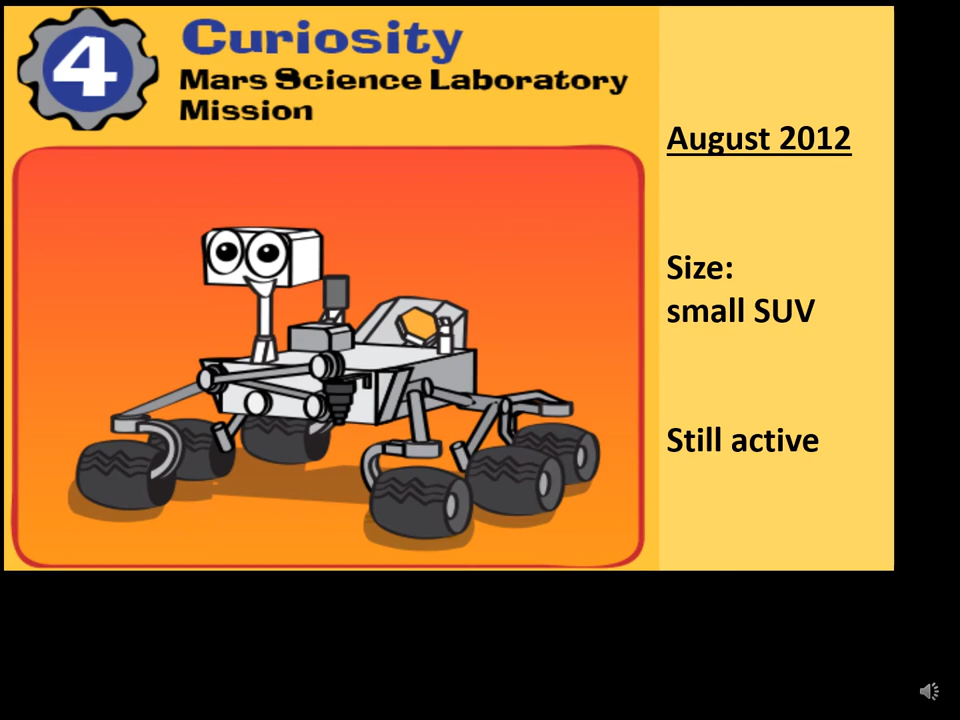 4
Curiosity
Mars Science Laboratory
Mission
August 2012
Size:
small SUV
Still active